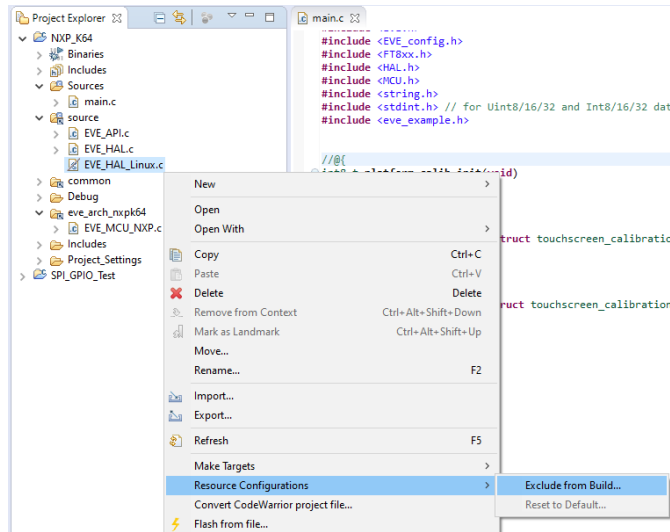 Project Explorer
NXP_K64
Binaries
Includes
Sources
main.c
source
EVE_API.c
EVE_HAL.c
EVE_HAL_Linux.c
common
Debug
eve_arch_nxpk64
EVE_MCU_NXP.c
Includes
Project_Settings
SPI_GPIO_Test
main.c
#include <EVE_config.h>
#include <FT8xx.h>
#include <HAL.h>
#include <MCU.h>
#include <string.h>
#include <stdint.h> // for Uint8/16/32 and Int8/16/32 dat
#include <eve_example.h>
//@{
int8_t platform_calib_init(void)
truct touchscreen_calibration
ruct touchscreen_calibration
New
Open
Open With
Copy Ctrl+C
Paste Ctrl+V
Delete Delete
Remove from Context Ctrl+Alt+Shift+Down
Mark as Landmark Ctrl+Alt+Shift+Up
Move...
Rename... F2
Import...
Export...
Refresh F5
Make Targets
Resource Configurations
Convert CodeWarrior project file...
Flash from file...
Exclude from Build...
Reset to Default...